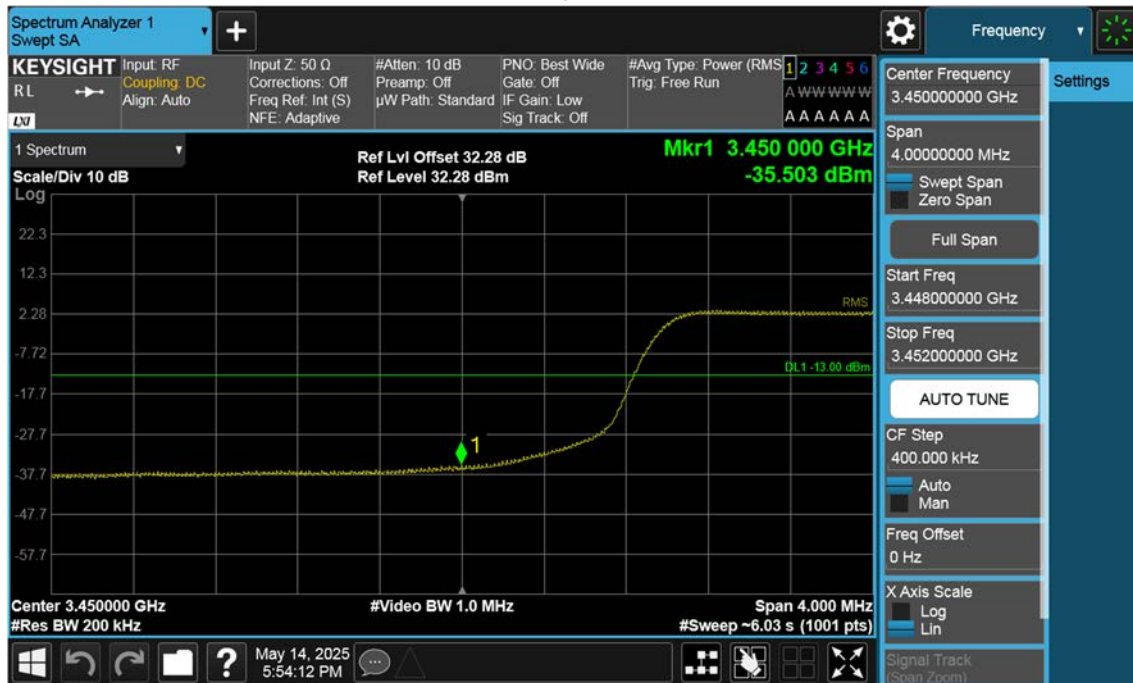 Spectrum Analyzer 1
Swept SA
+
Frequency
KEYSIGHT
RL
LXI
Input: RF
Coupling: DC
Align: Auto
Input Z: 50 Ω
Corrections: Off
Freq Ref: Int (S)
NFE: Adaptive
#Atten: 10 dB
Preamp: Off
µW Path: Standard
PNO: Best Wide
Gate: Off
IF Gain: Low
Sig Track: Off
#Avg Type: Power (RMS
Trig: Free Run
1 2 3 4 5 6
A W W W W W
A A A A A A
1 Spectrum
Scale/Div 10 dB
Log
Ref Lvl Offset 32.28 dB
Ref Level 32.28 dBm
Mkr1 3.450 000 GHz
-35.503 dBm
22.3
12.3
2.28
-7.72
-17.7
-27.7
-37.7
-47.7
-57.7
RMS
DL1 -13.00 dBm
1
Center 3.450000 GHz
#Res BW 200 kHz
#Video BW 1.0 MHz
Span 4.000 MHz
#Sweep ~6.03 s (1001 pts)
Center Frequency
3.450000000 GHz
Settings
Span
4.00000000 MHz
Swept Span
Zero Span
Full Span
Start Freq
3.448000000 GHz
Stop Freq
3.452000000 GHz
AUTO TUNE
CF Step
400.000 kHz
Auto
Man
Freq Offset
0 Hz
X Axis Scale
Log
Lin
Signal Track
(Span Zoom)
?
May 14, 2025
5:54:12 PM